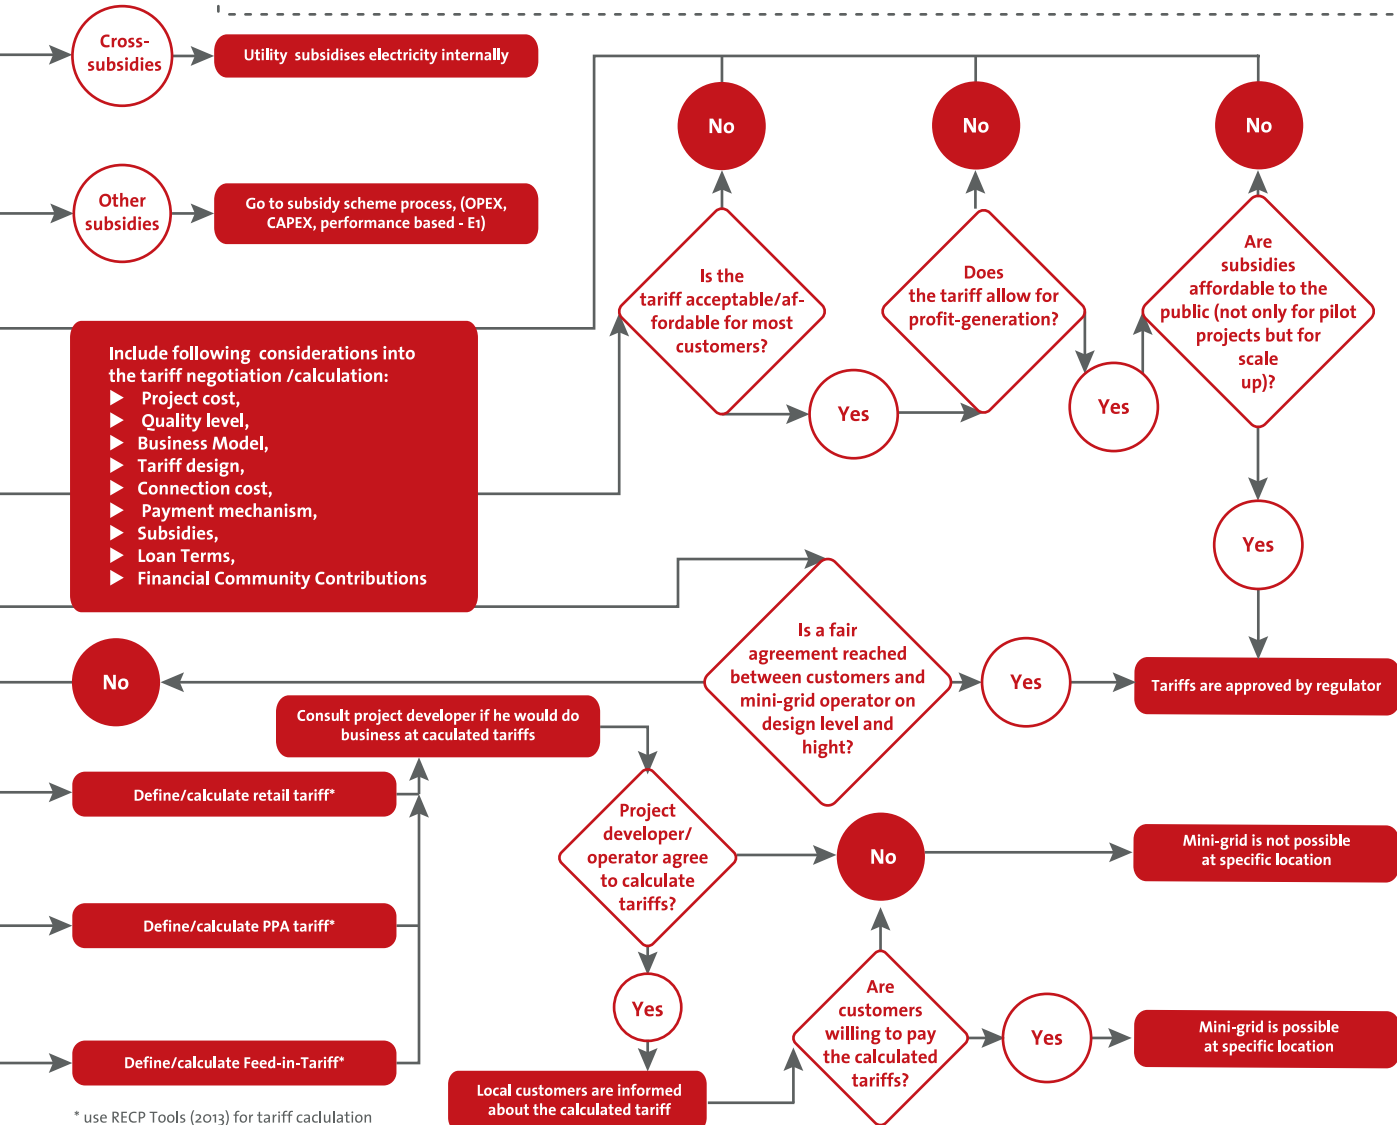 Cross-
subsidies
Utility subsidises electricity internally
No
No
No
Other
subsidies
Go to subsidy scheme process, (OPEX,
CAPEX, performance based - E1)
Is the
tariff acceptable/af-
fordable for most
customers?
Does
the tariff allow for
profit-generation?
Are
subsidies
affordable to the
public (not only for pilot
projects but for
scale
up)?
Include following considerations into
the tariff negotiation /calculation:
Project cost,
Quality level,
Business Model,
Tariff design,
Connection cost,
Payment mechanism,
Subsidies,
Loan Terms,
Financial Community Contributions
Yes
Yes
Yes
Is a fair
agreement reached
between customers and
mini-grid operator on
design level and
hight?
No
Yes
Tariffs are approved by regulator
Consult project developer if he would do
business at caculated tariffs
Define/calculate retail tariff*
Project
developer/
operator agree
to calculate
tariffs?
No
Mini-grid is not possible
at specific location
Define/calculate PPA tariff*
Yes
Are
customers
willing to pay
the calculated
tariffs?
Yes
Mini-grid is possible
at specific location
Define/calculate Feed-in-Tariff*
Local customers are informed
about the calculated tariff
* use RECP Tools (2013) for tariff caclulation